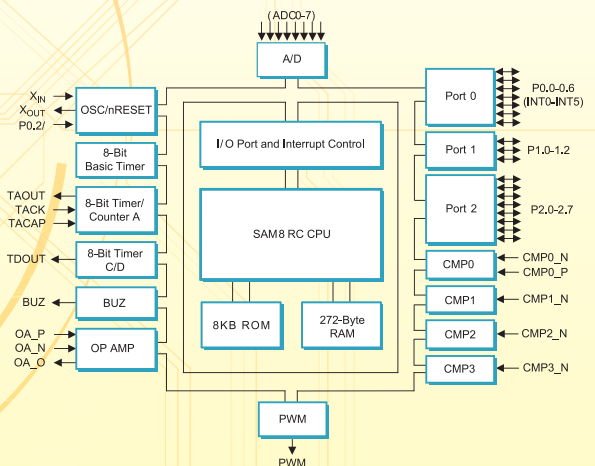 (ADC0-7)
A/D
XIN
XOUT
P0.2/
OSC/nRESET
8-Bit
Basic Timer
TAOUT
TACK
TACAP
8-Bit Timer/
Counter A
TDOUT
8-Bit Timer
C/D
BUZ
BUZ
OA_P
OA_N
OA_O
OP AMP
I/O Port and Interrupt Control
SAM8 RC CPU
8KB ROM
272-Byte
RAM
Port 0
P0.0-0.6
(INT0-INT5)
Port 1
P1.0-1.2
Port 2
P2.0-2.7
CMP0
CMP0_N
CMP0_P
CMP1
CMP1_N
CMP2
CMP2_N
CMP3
CMP3_N
PWM
PWM